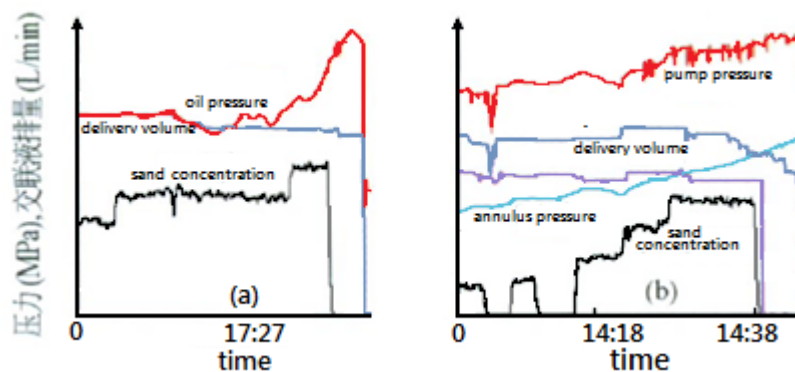 压力(MPa),交联液排量(L/min)
oil pressure
delivery volume
sand concentration
(a)
0
17:27
time
pump pressure
delivery volume
annulus pressure
sand
concentration
(b)
0
14:18
14:38
time